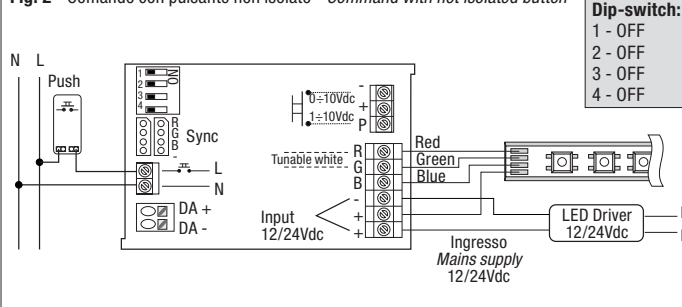 Fig. 2 - Comando con pulsante non isolato - Command with not isolated button
Dip-switch:
1 - OFF
2 - OFF
3 - OFF
4 - OFF
N L
Push
1
2
3
4
ON
R
G
B
-
Sync
L
N
DA +
DA -
0÷10Vdc
1÷10Vdc
-
+
P
Tunable white
R
G
B
-
+
+
Red
Green
Blue
Input
12/24Vdc
Ingresso
Mains supply
12/24Vdc
LED Driver
12/24Vdc